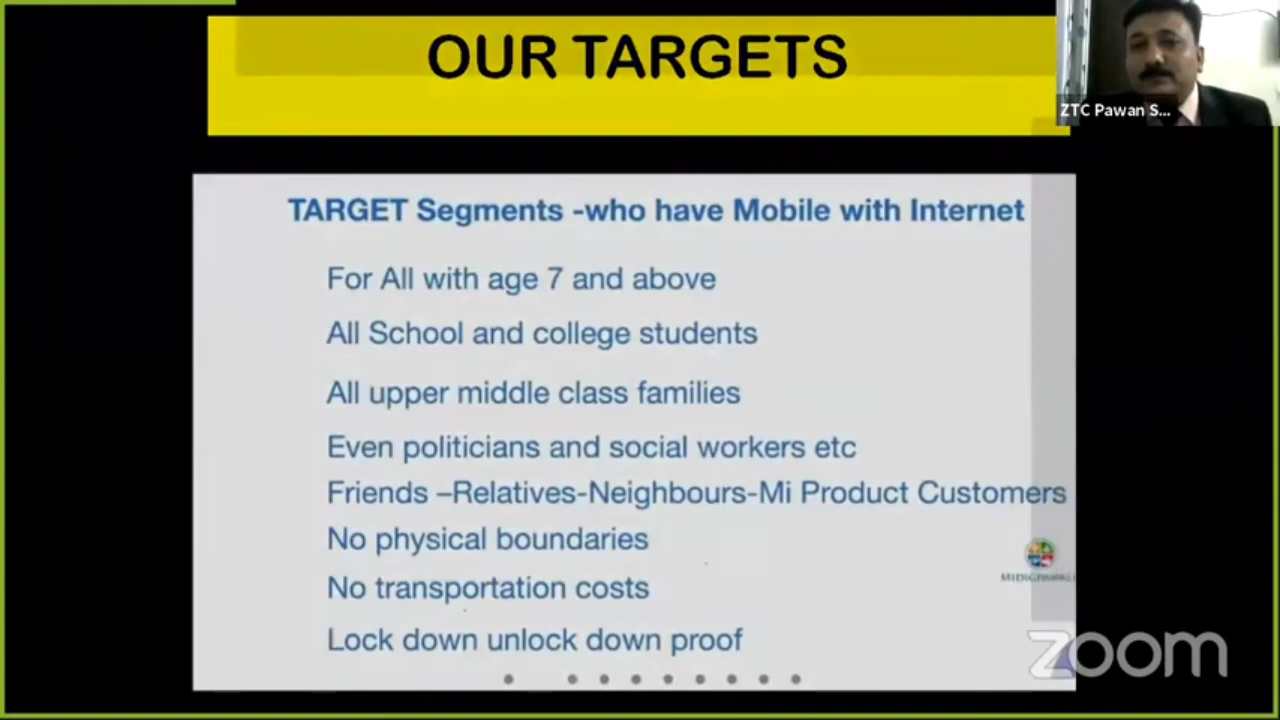 OUR TARGETS
ZTC Pawan S...
TARGET Segments -who have Mobile with Internet
For All with age 7 and above
All School and college students
All upper middle class families
Even politicians and social workers etc
Friends –Relatives-Neighbours-Mi Product Customers
No physical boundaries
No transportation costs
Lock down unlock down proof
zoom